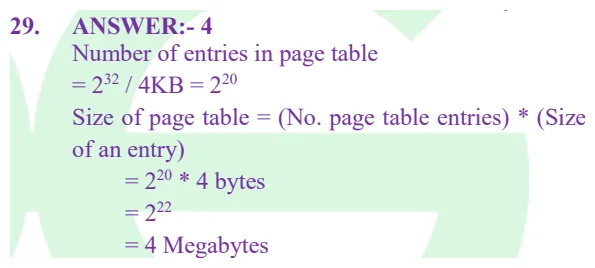 29. ANSWER:- 4
Number of entries in page table
= 2³² / 4KB = 2²⁰
Size of page table = (No. page table entries) * (Size
of an entry)
= 2²⁰ * 4 bytes
= 2²²
= 4 Megabytes